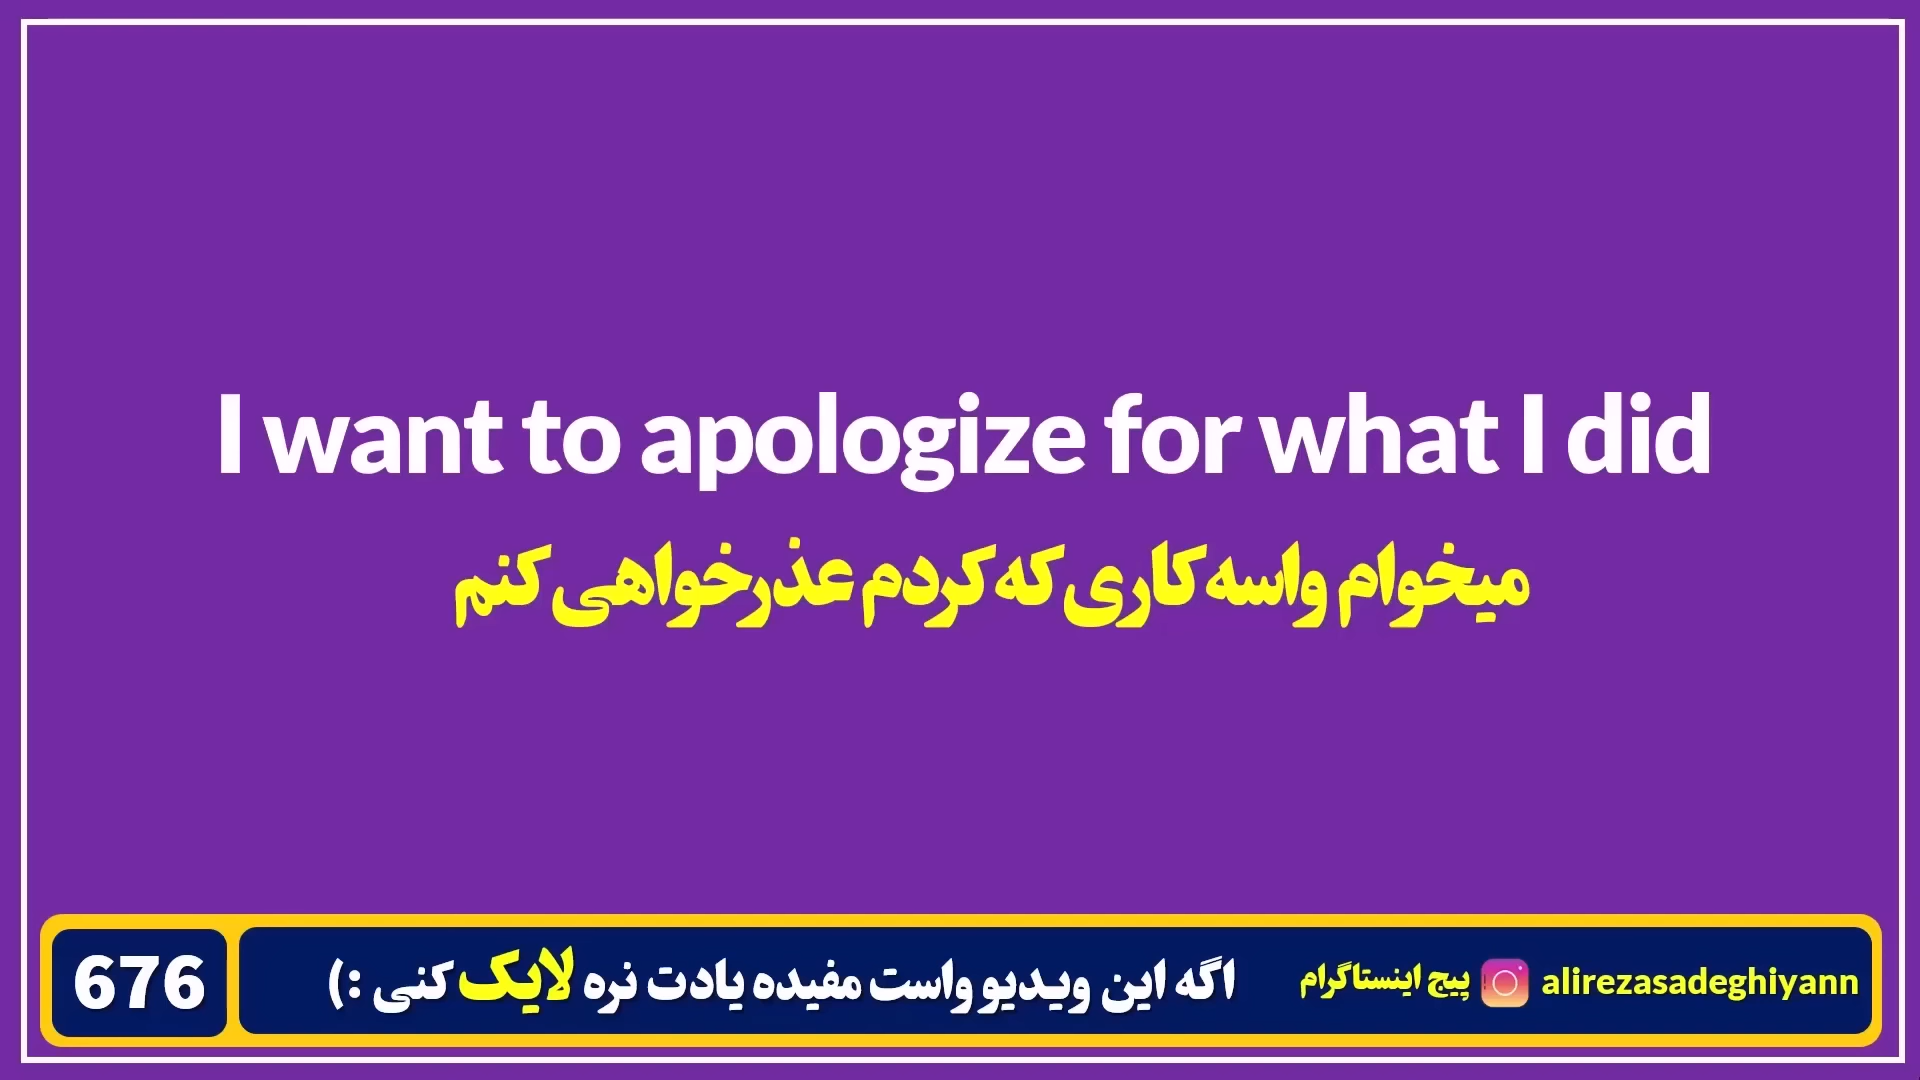 I want to apologize for what I did
میخوام واسه کاری که کردم عذرخواهی کنم
676
اگه این ویدیو واست مفیده یادت نره لایک کنی :)
پیج اینستاگرام alirezasadeghiyann